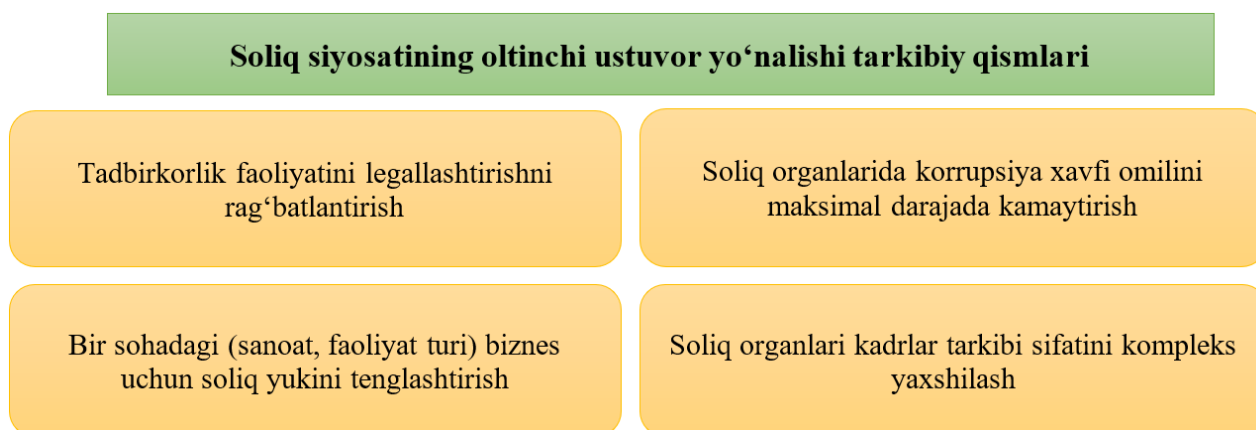 Soliq siyosatining oltinchi ustuvor yo‘nalishi tarkibiy qismlari
Tadbirkorlik faoliyatini legallashtirishni
rag‘batlantirish
Soliq organlarida korrupsiya xavfi omilini
maksimal darajada kamaytirish
Bir sohadagi (sanoat, faoliyat turi) biznes
uchun soliq yukini tenglashtirish
Soliq organlari kadrlar tarkibi sifatini kompleks
yaxshilash